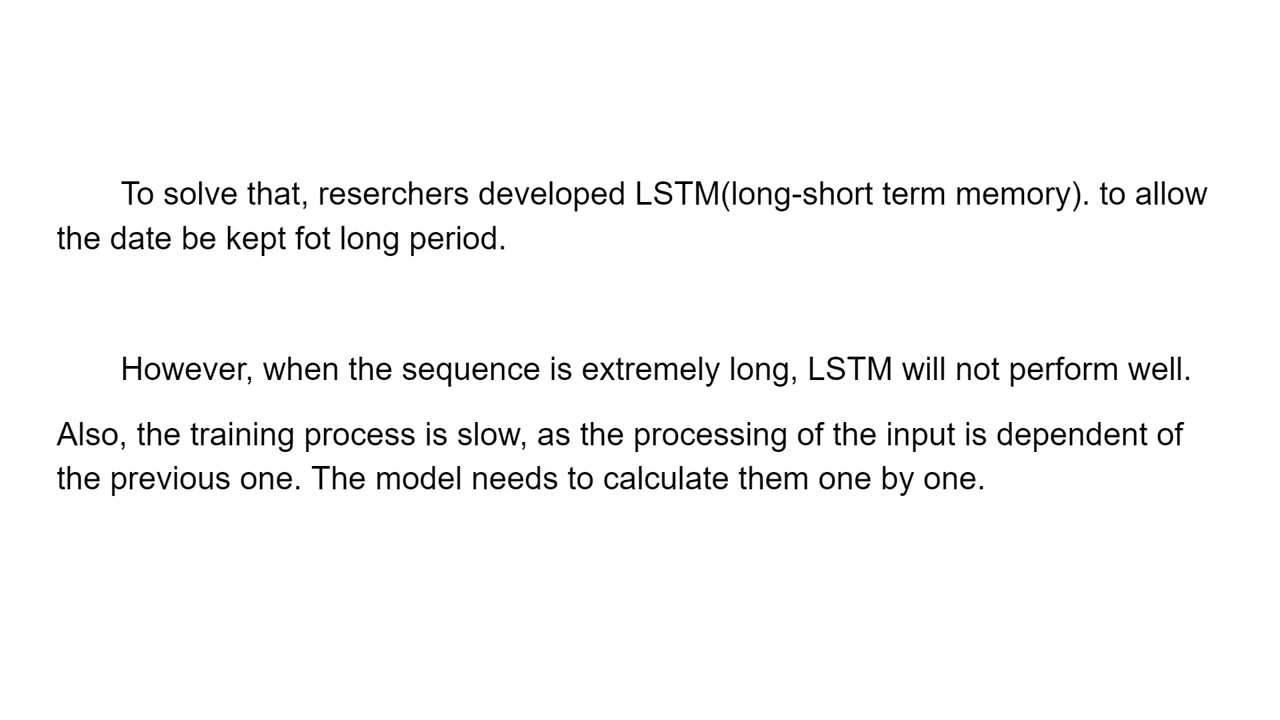 To solve that, reserchers developed LSTM(long-short term memory). to allow
the date be kept fot long period.
However, when the sequence is extremely long, LSTM will not perform well.
Also, the training process is slow, as the processing of the input is dependent of
the previous one. The model needs to calculate them one by one.